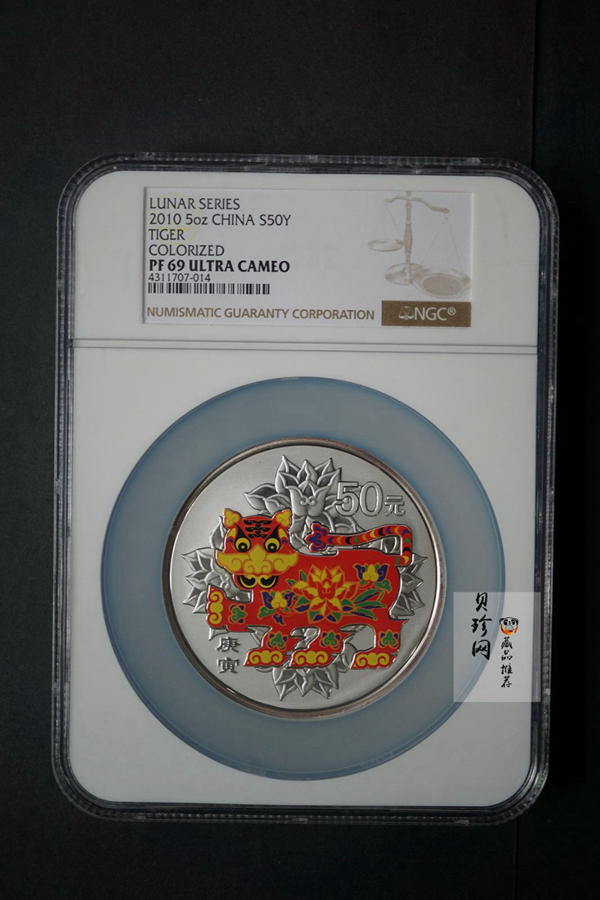 LUNAR SERIES
2010 5oz CHINA S50Y
TIGER
COLORIZED
PF 69 ULTRA CAMEO
4311707-014
NUMISMATIC GUARANTY CORPORATION
NGC®
50元
庚寅
贝珍网
藏品推荐